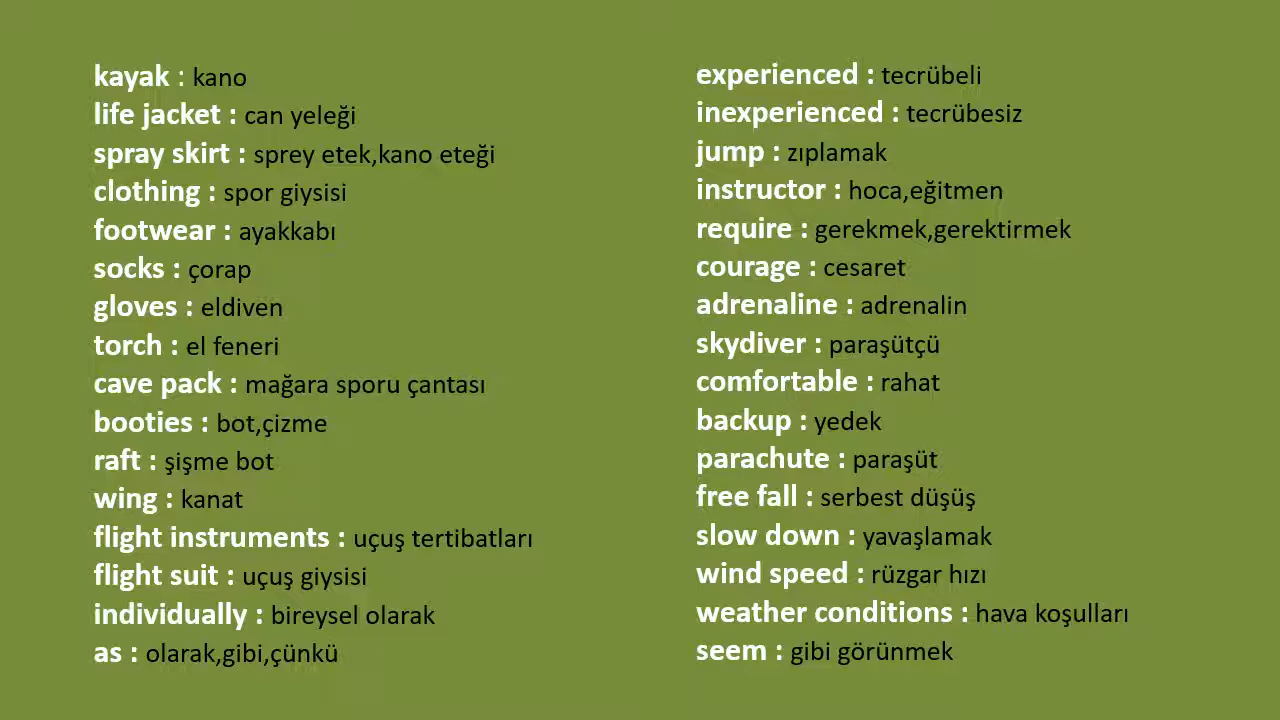 kayak : kano
life jacket : can yeleği
spray skirt : sprey etek,kano eteği
clothing : spor giysisi
footwear : ayakkabı
socks : çorap
gloves : eldiven
torch : el feneri
cave pack : mağara sporu çantası
booties : bot,çizme
raft : şişme bot
wing : kanat
flight instruments : uçuş tertibatları
flight suit : uçuş giysisi
individually : bireysel olarak
as : olarak,gibi,çünkü
experienced : tecrübeli
inexperienced : tecrübesiz
jump : zıplamak
instructor : hoca,eğitmen
require : gerekmek,gerektirmek
courage : cesaret
adrenaline : adrenalin
skydiver : paraşütçü
comfortable : rahat
backup : yedek
parachute : paraşüt
free fall : serbest düşüş
slow down : yavaşlamak
wind speed : rüzgar hızı
weather conditions : hava koşulları
seem : gibi görünmek